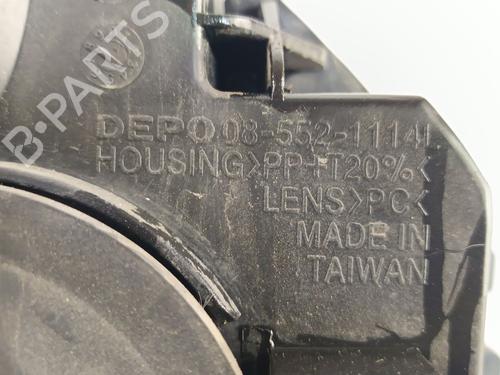 DEPO 08-552-1114
HOUSING>PP+T20%<
LENS>PC<
MADE IN
TAIWAN
B-PARTS